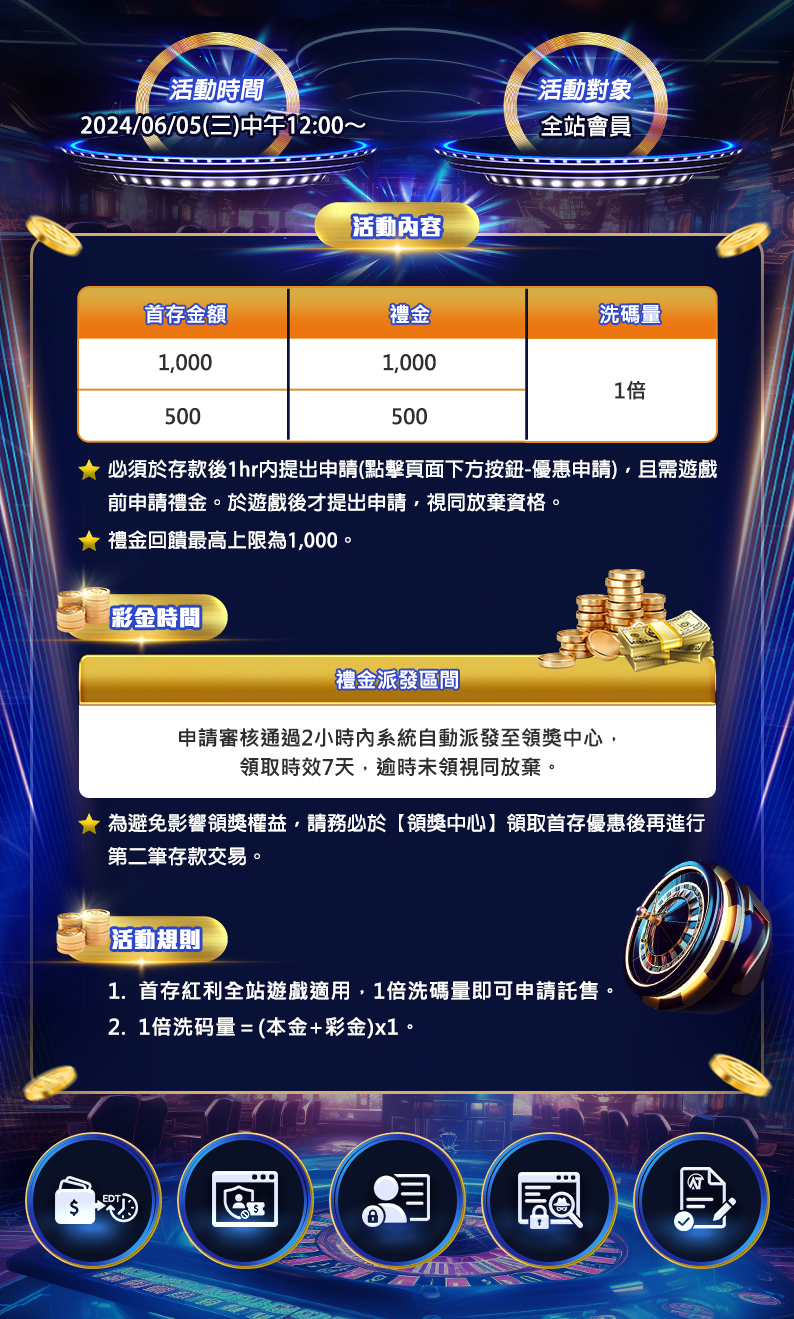 活動時間
2024/06/05(三)中午12:00～
活動對象
全站會員
活動內容
首存金額 禮金 洗碼量
1,000 1,000
1倍
500 500
必須於存款後1hr内提出申請(點擊頁面下方按鈕-優惠申請)，且需遊戲
前申請禮金。於遊戲後才提出申請，視同放棄資格。
禮金回饋最高上限為1,000。
彩金時間
禮金派發區間
申請審核通過2小時內系統自動派發至領獎中心，
領取時效7天，逾時未領視同放棄。
為避免影響領獎權益，請務必於【領獎中心】領取首存優惠後再進行
第二筆存款交易。
活動規則
1. 首存紅利全站遊戲適用，1倍洗碼量即可申請託售。
2. 1倍洗码量=(本金+彩金)x1。
$ EDT
$